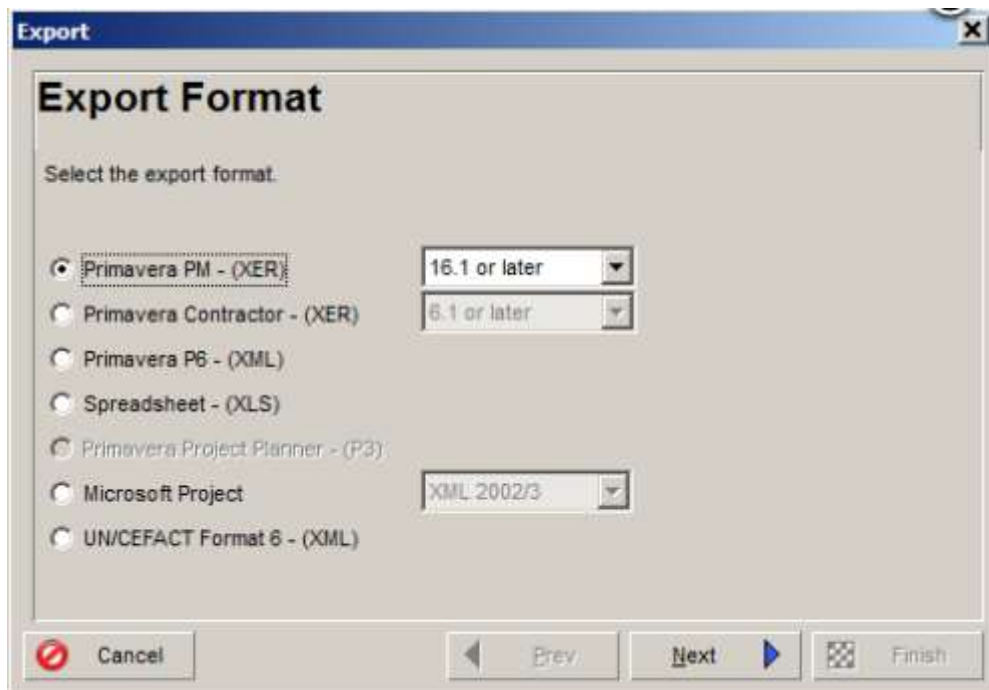 Export
Export Format
Select the export format.
Primavera PM - (XER) 16.1 or later
Primavera Contractor - (XER) 6.1 or later
Primavera P6 - (XML)
Spreadsheet - (XLS)
Primavera Project Planner - (P3)
Microsoft Project XML 2002/3
UN/CEFACT Format 6 - (XML)
Cancel Prev Next Finish